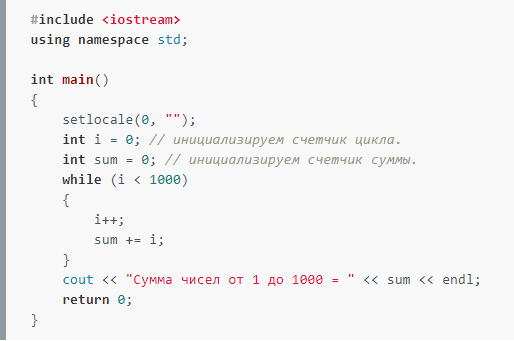 #include <iostream>
using namespace std;
int main()
{
setlocale(0, "");
int i = 0; // инициализируем счетчик цикла.
int sum = 0; // инициализируем счетчик суммы.
while (i < 1000)
{
i++;
sum += i;
}
cout << "Сумма чисел от 1 до 1000 = " << sum << endl;
return 0;
}